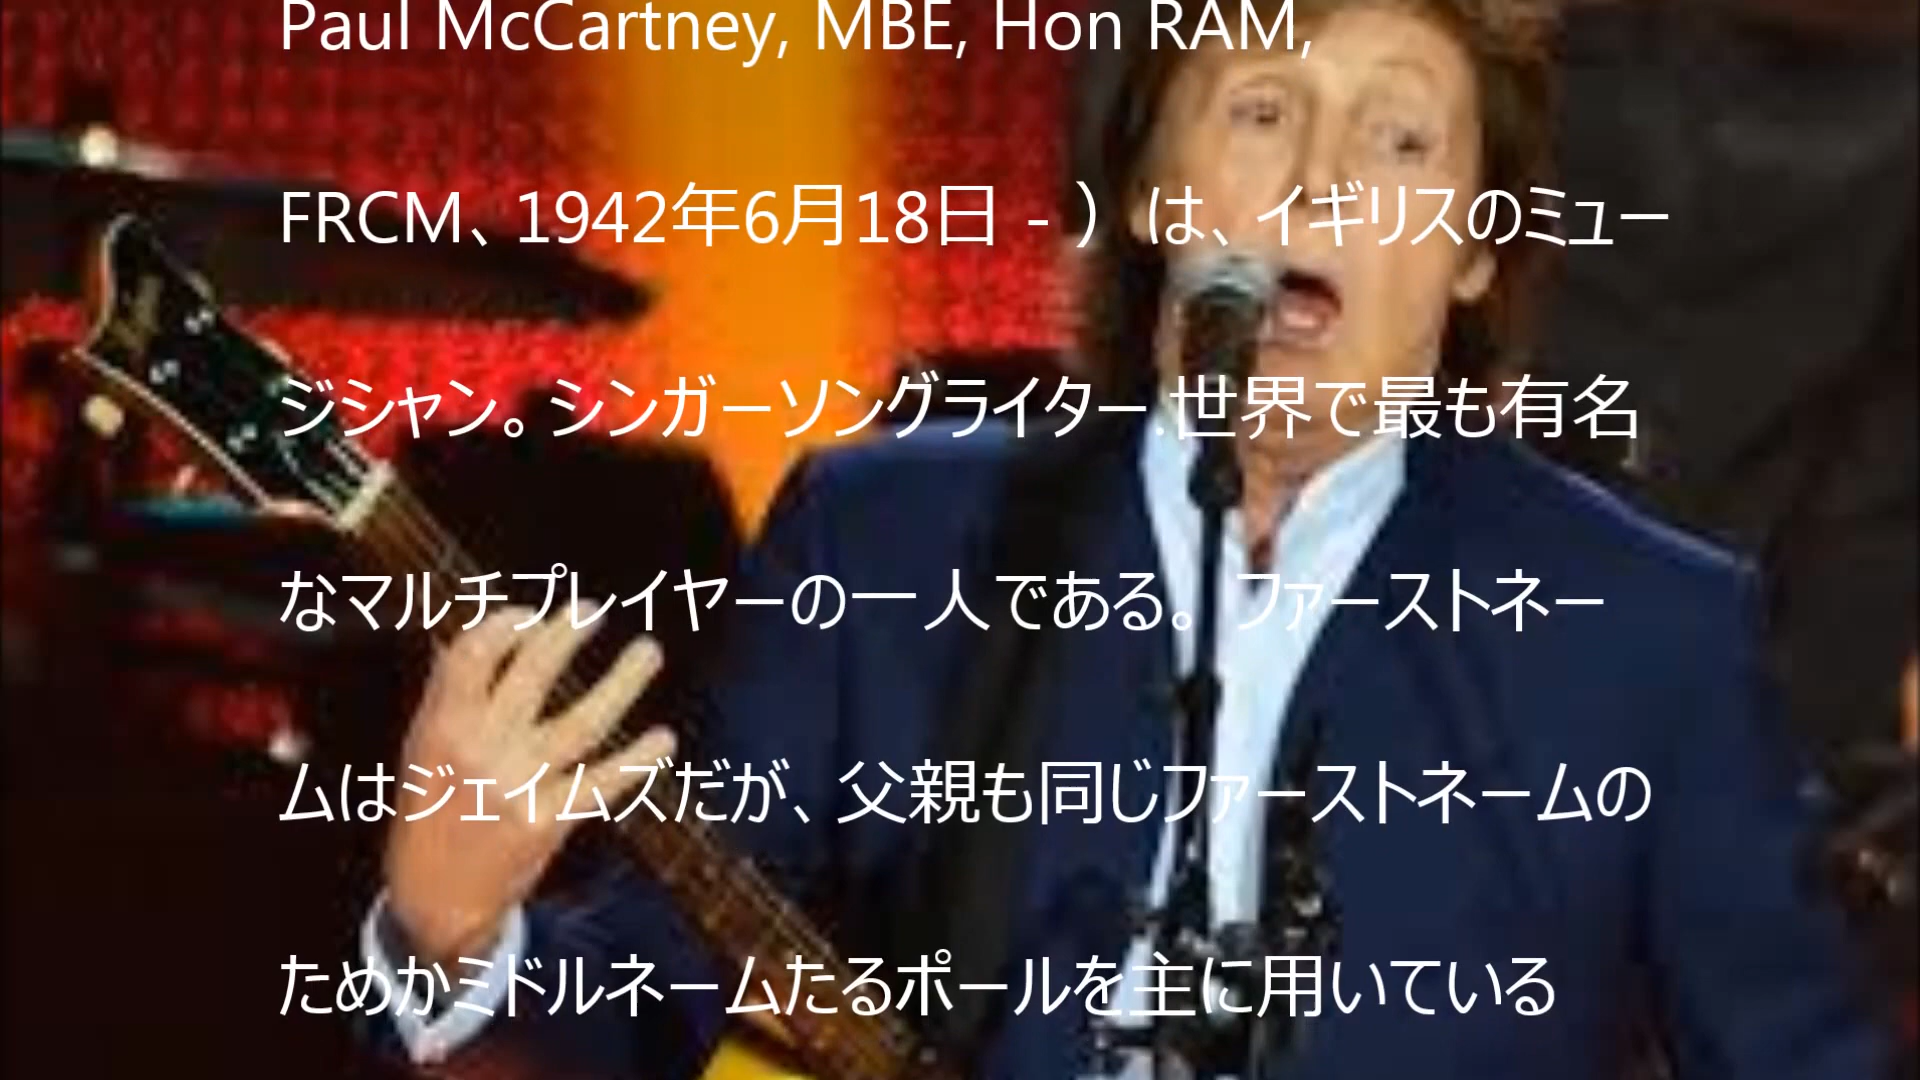 Paul McCartney, MBE, Hon RAM,
FRCM、1942年6月18日 - ） は、イギリスのミュー
ジシャン。シンガーソングライター.世界で最も有名
なマルチプレイヤーの一人である。 ファーストネー
ムはジェイムズだが、父親も同じファーストネームの
ためかミドルネームたるポールを主に用いている